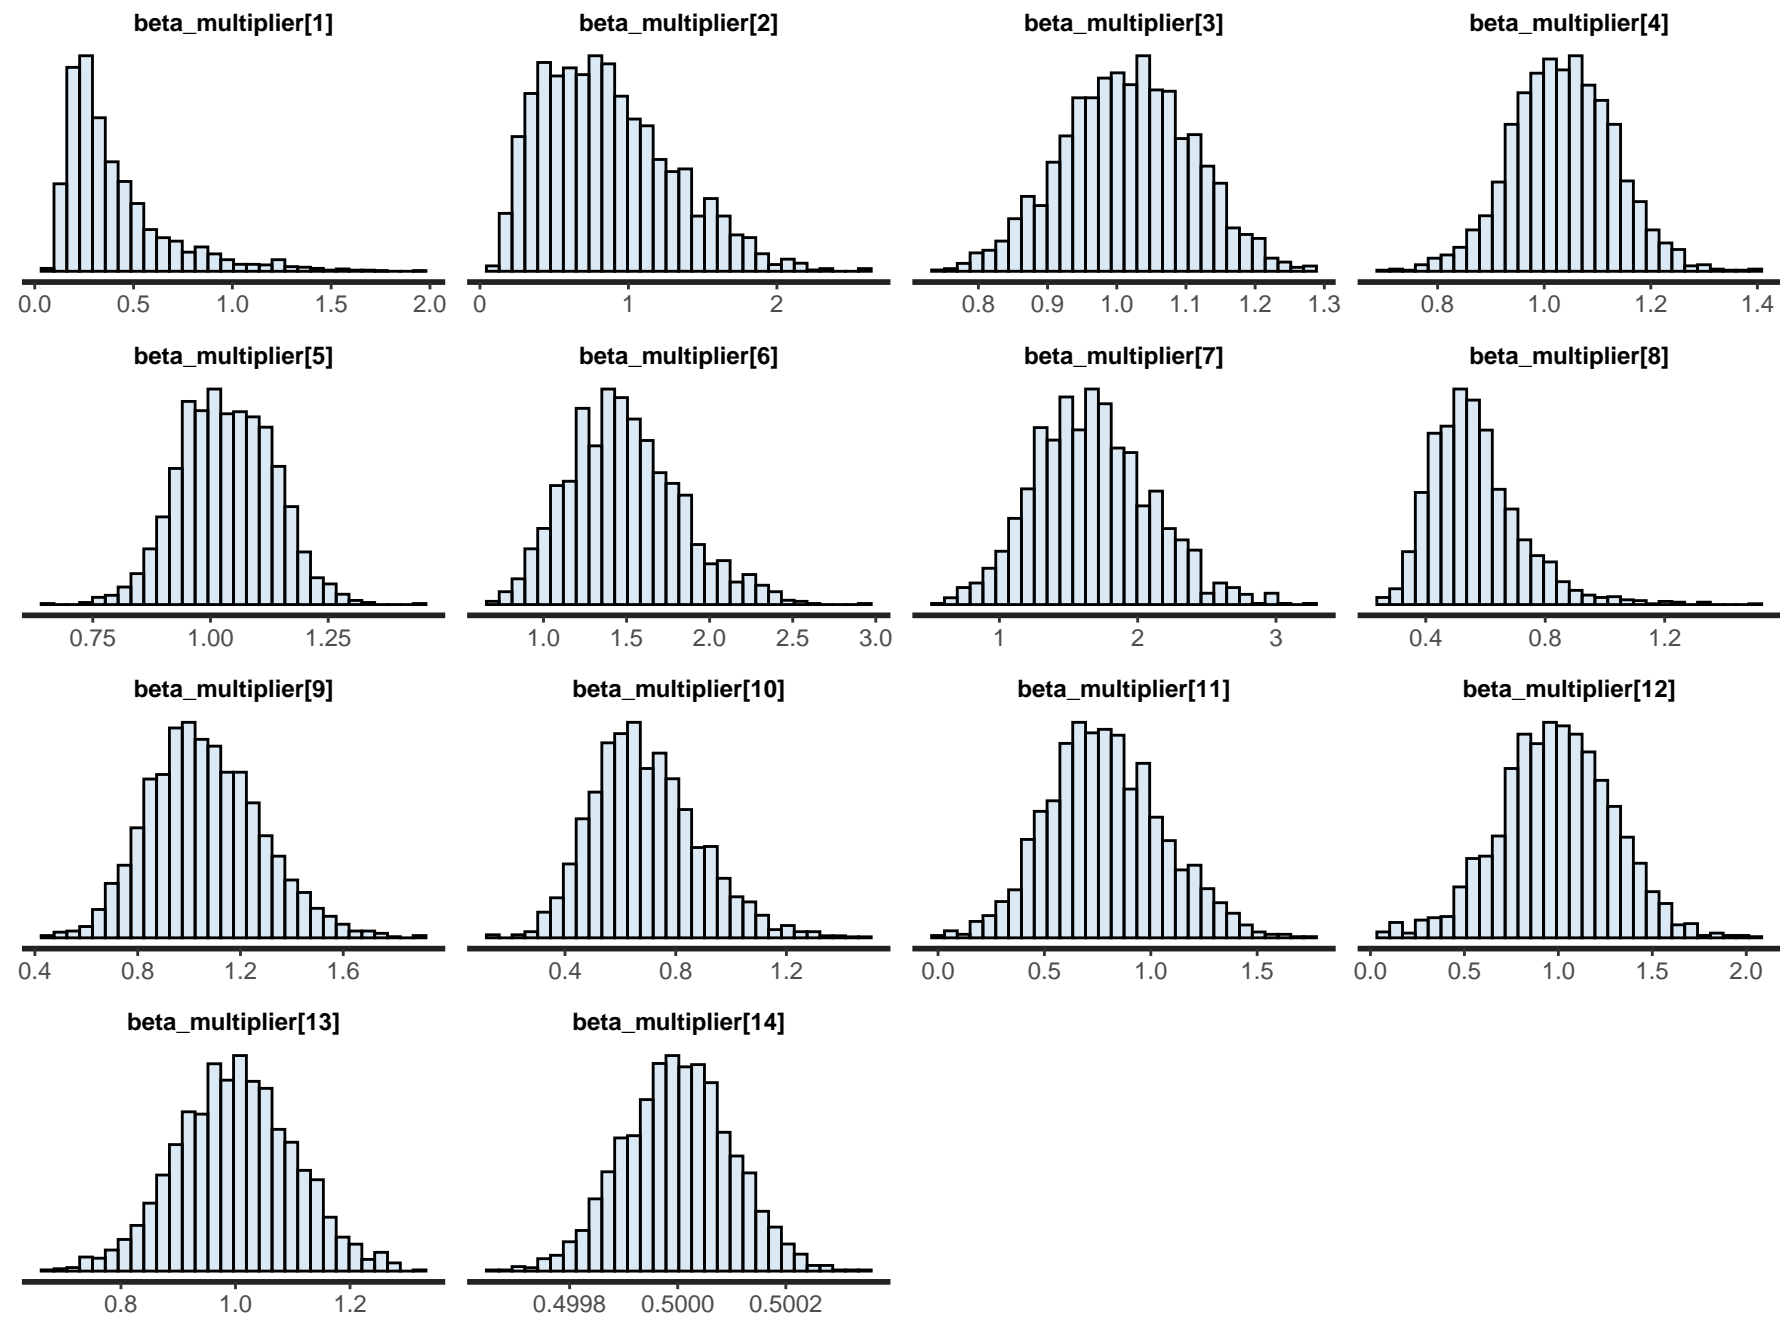 beta_multiplier[1] beta_multiplier[2] beta_multiplier[3] beta_multiplier[4]
0.0 0.5 1.0 1.5 2.0 0 1 2 0.8 0.9 1.0 1.1 1.2 1.3 0.8 1.0 1.2 1.4
beta_multiplier[5] beta_multiplier[6] beta_multiplier[7] beta_multiplier[8]
0.75 1.00 1.25 1.0 1.5 2.0 2.5 3.0 1 2 3 0.4 0.8 1.2
beta_multiplier[9] beta_multiplier[10] beta_multiplier[11] beta_multiplier[12]
0.4 0.8 1.2 1.6 0.4 0.8 1.2 0.0 0.5 1.0 1.5 0.0 0.5 1.0 1.5 2.0
beta_multiplier[13] beta_multiplier[14]
0.8 1.0 1.2 0.4998 0.5000 0.5002